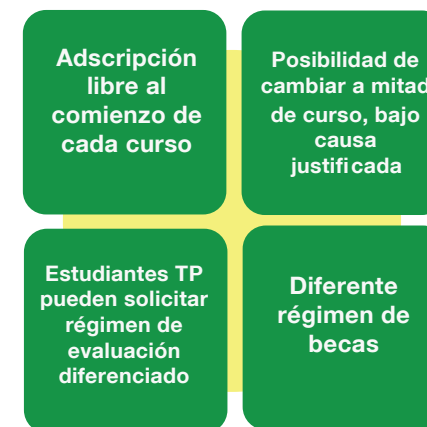 Adscripción
libre al
comienzo de
cada curso
Posibilidad de
cambiar a mitad
de curso, bajo
causa
justificada
Estudiantes TP
pueden solicitar
régimen de
evaluación
diferenciado
Diferente
régimen de
becas